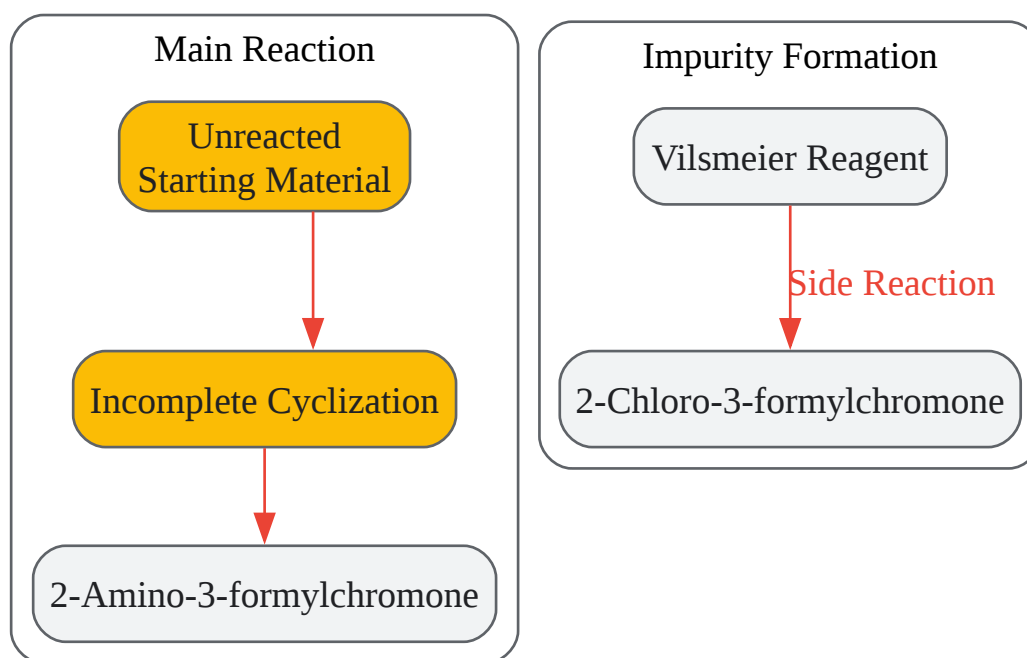 Main Reaction
Unreacted
Starting Material
Incomplete Cyclization
2-Amino-3-formylchromone
Impurity Formation
Vilsmeier Reagent
Side Reaction
2-Chloro-3-formylchromone